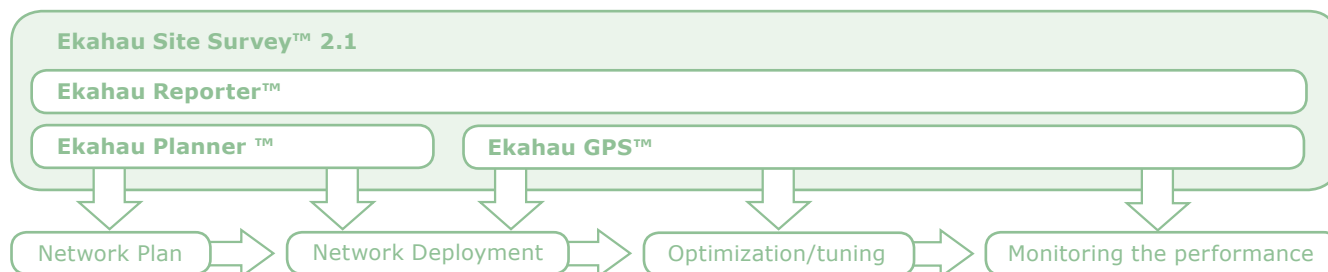 Ekahau Site Survey™ 2.1
Ekahau Reporter™
Ekahau Planner ™
Ekahau GPS™
Network Plan
Network Deployment
Optimization/tuning
Monitoring the performance